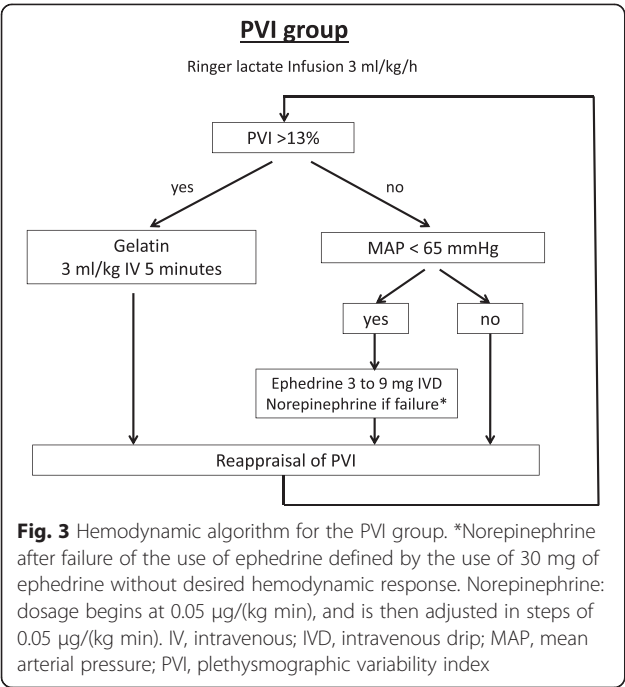 PVI group
Ringer lactate Infusion 3 ml/kg/h
PVI >13%
yes
no
Gelatin
3 ml/kg IV 5 minutes
MAP < 65 mmHg
yes
no
Ephedrine 3 to 9 mg IVD
Norepinephrine if failure*
Reappraisal of PVI
Fig. 3 Hemodynamic algorithm for the PVI group. *Norepinephrine
after failure of the use of ephedrine defined by the use of 30 mg of
ephedrine without desired hemodynamic response. Norepinephrine:
dosage begins at 0.05 μg/(kg min), and is then adjusted in steps of
0.05 μg/(kg min). IV, intravenous; IVD, intravenous drip; MAP, mean
arterial pressure; PVI, plethysmographic variability index